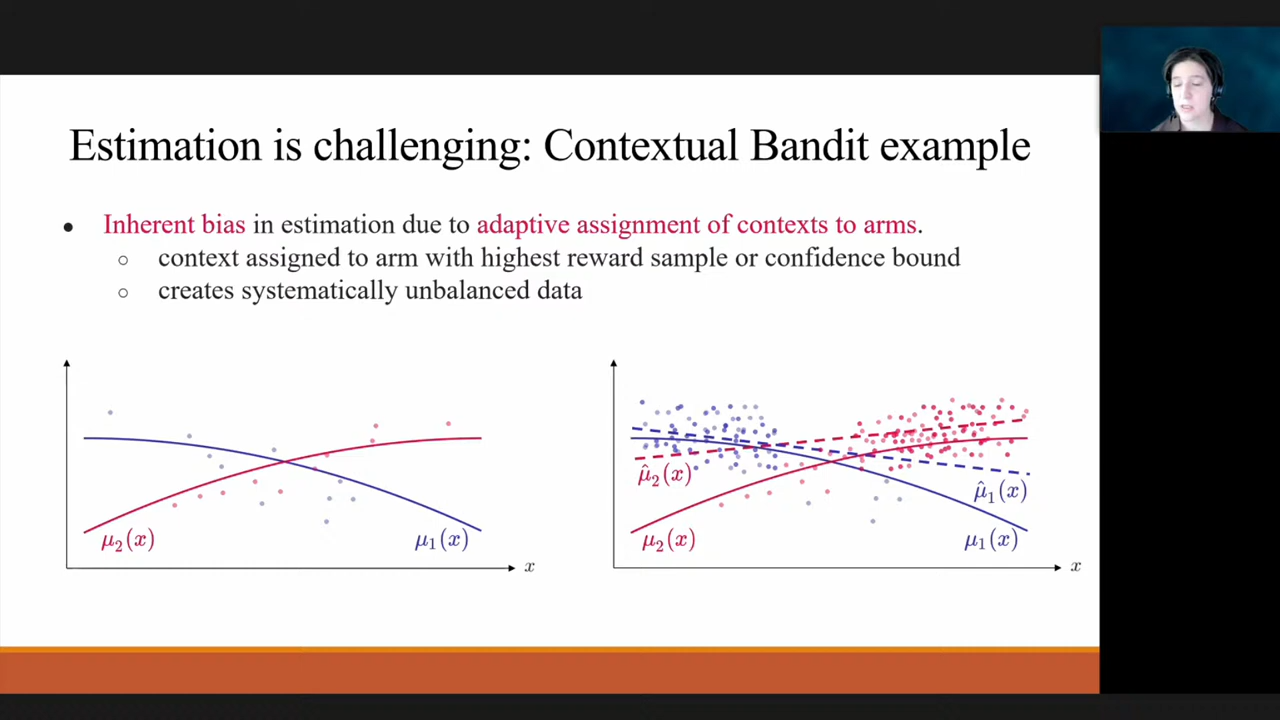 Estimation is challenging: Contextual Bandit example
● Inherent bias in estimation due to adaptive assignment of contexts to arms.
○ context assigned to arm with highest reward sample or confidence bound
○ creates systematically unbalanced data
μ₂(x)
μ₁(x)
x
μ̂₂(x)
μ̂₁(x)
μ₂(x)
μ₁(x)
x